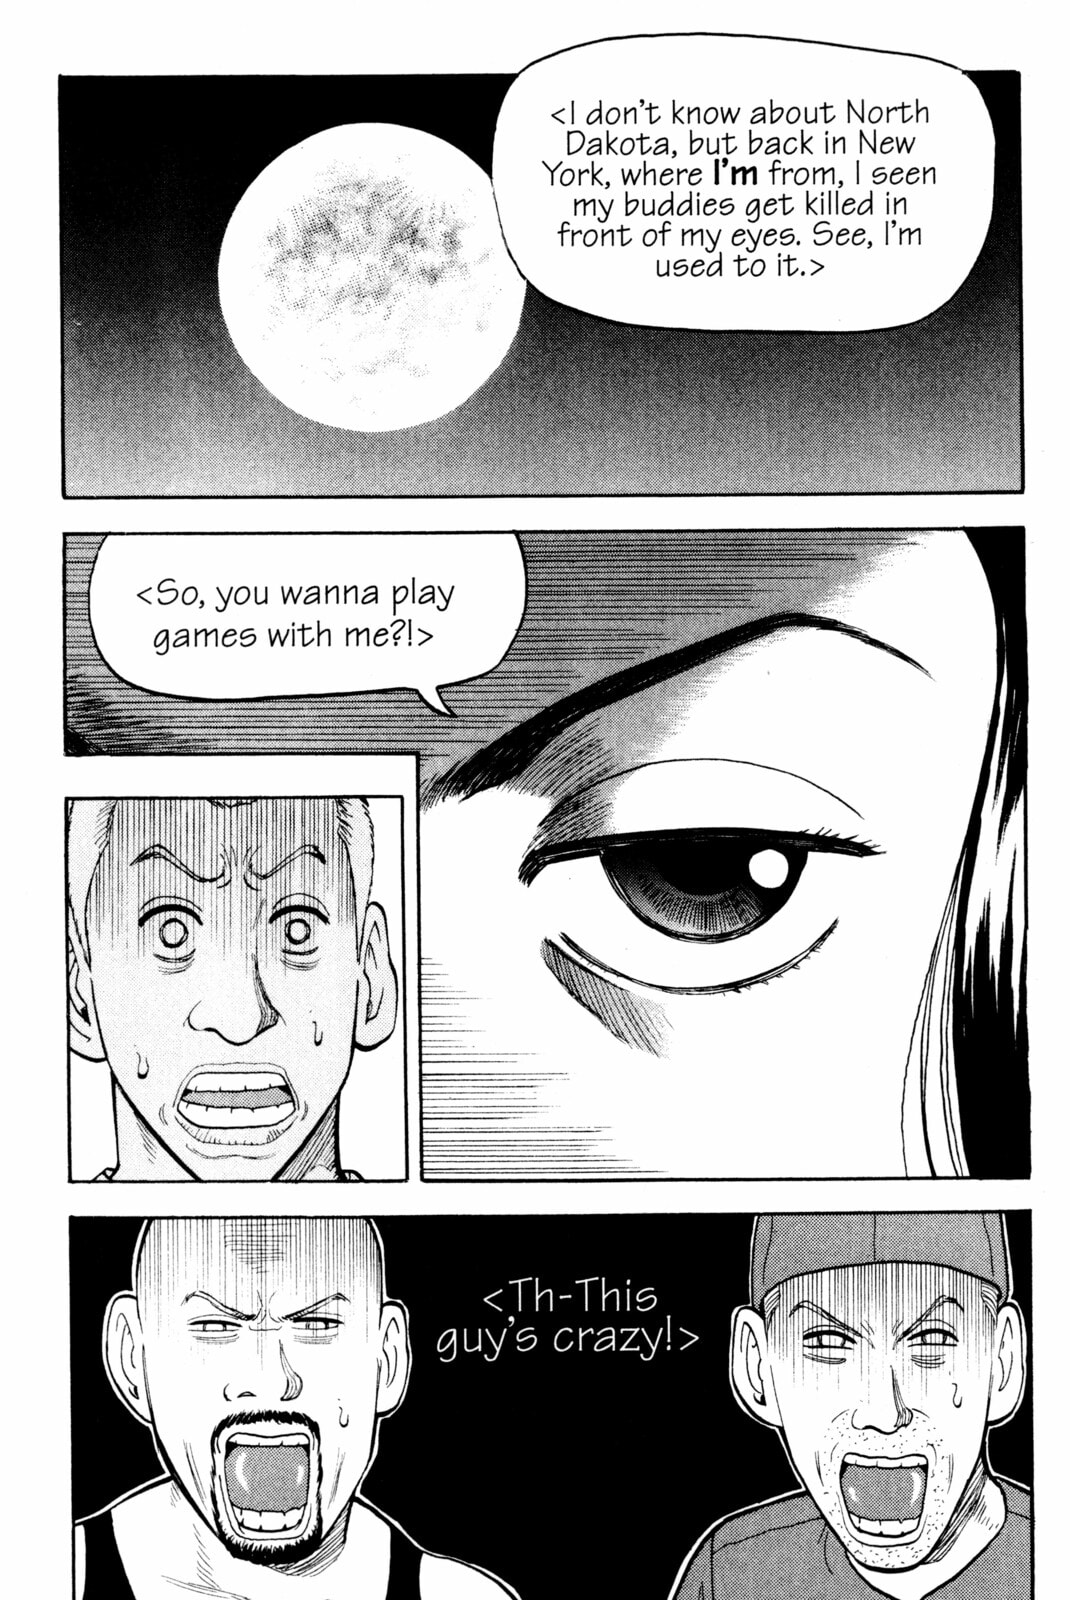 <I don't know about North
Dakota, but back in New
York, where I'm from, I seen
my buddies get killed in
front of my eyes. See, I'm
used to it.>
<So, you wanna play
games with me?!>
<Th-This
guy's crazy!>